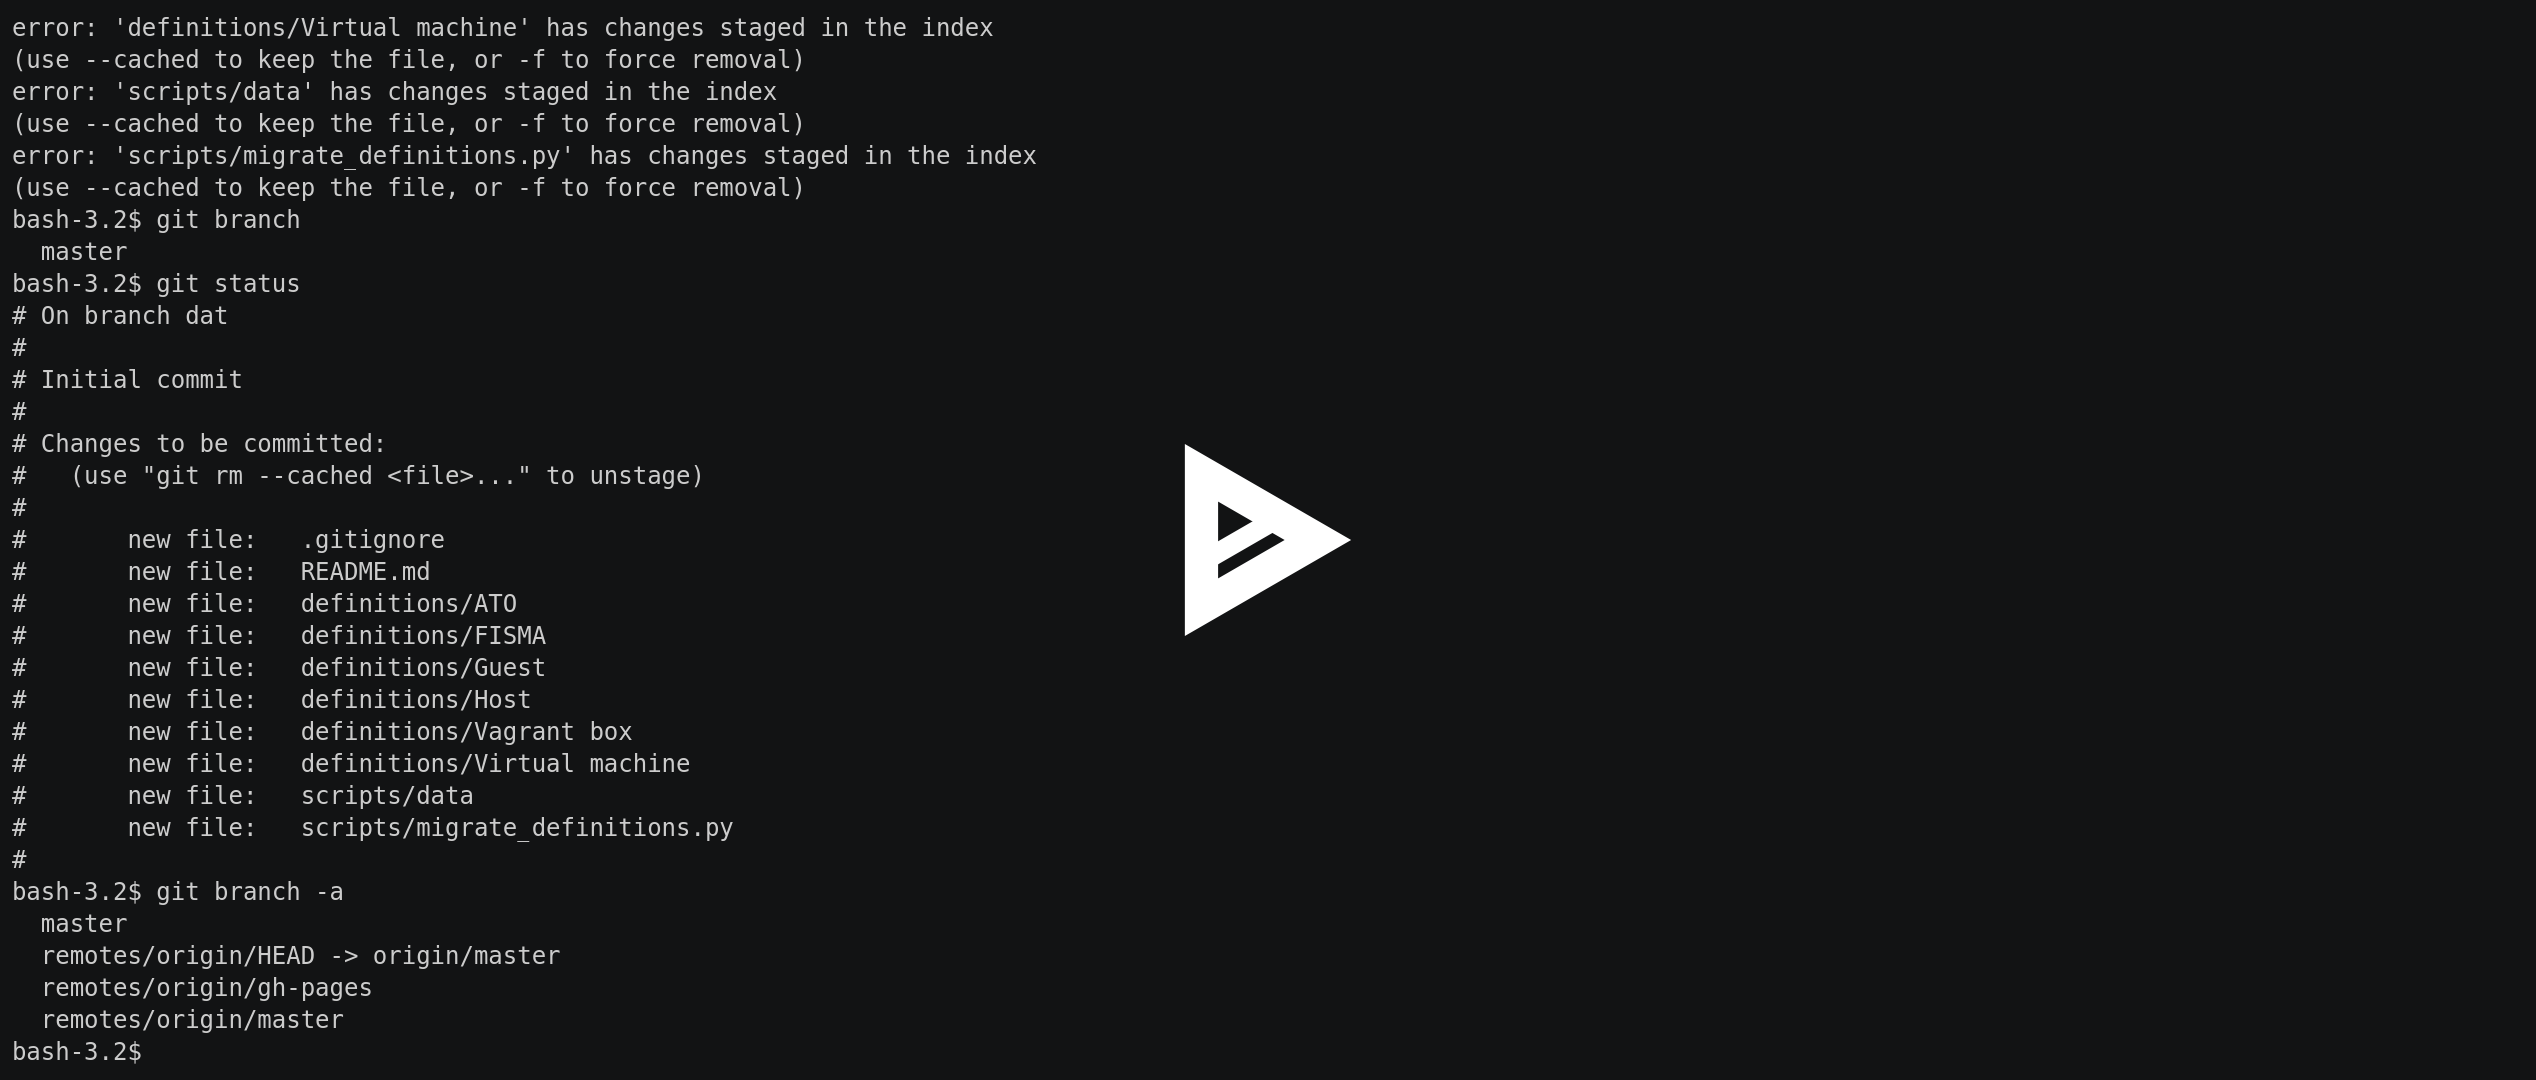 error: 'definitions/Virtual machine' has changes staged in the index
(use --cached to keep the file, or -f to force removal)
error: 'scripts/data' has changes staged in the index
(use --cached to keep the file, or -f to force removal)
error: 'scripts/migrate_definitions.py' has changes staged in the index
(use --cached to keep the file, or -f to force removal)
bash-3.2$ git branch
  master
bash-3.2$ git status
# On branch dat
#
# Initial commit
#
# Changes to be committed:
#   (use "git rm --cached <file>..." to unstage)
#
#       new file:   .gitignore
#       new file:   README.md
#       new file:   definitions/ATO
#       new file:   definitions/FISMA
#       new file:   definitions/Guest
#       new file:   definitions/Host
#       new file:   definitions/Vagrant box
#       new file:   definitions/Virtual machine
#       new file:   scripts/data
#       new file:   scripts/migrate_definitions.py
#
bash-3.2$ git branch -a
  master
  remotes/origin/HEAD -> origin/master
  remotes/origin/gh-pages
  remotes/origin/master
bash-3.2$